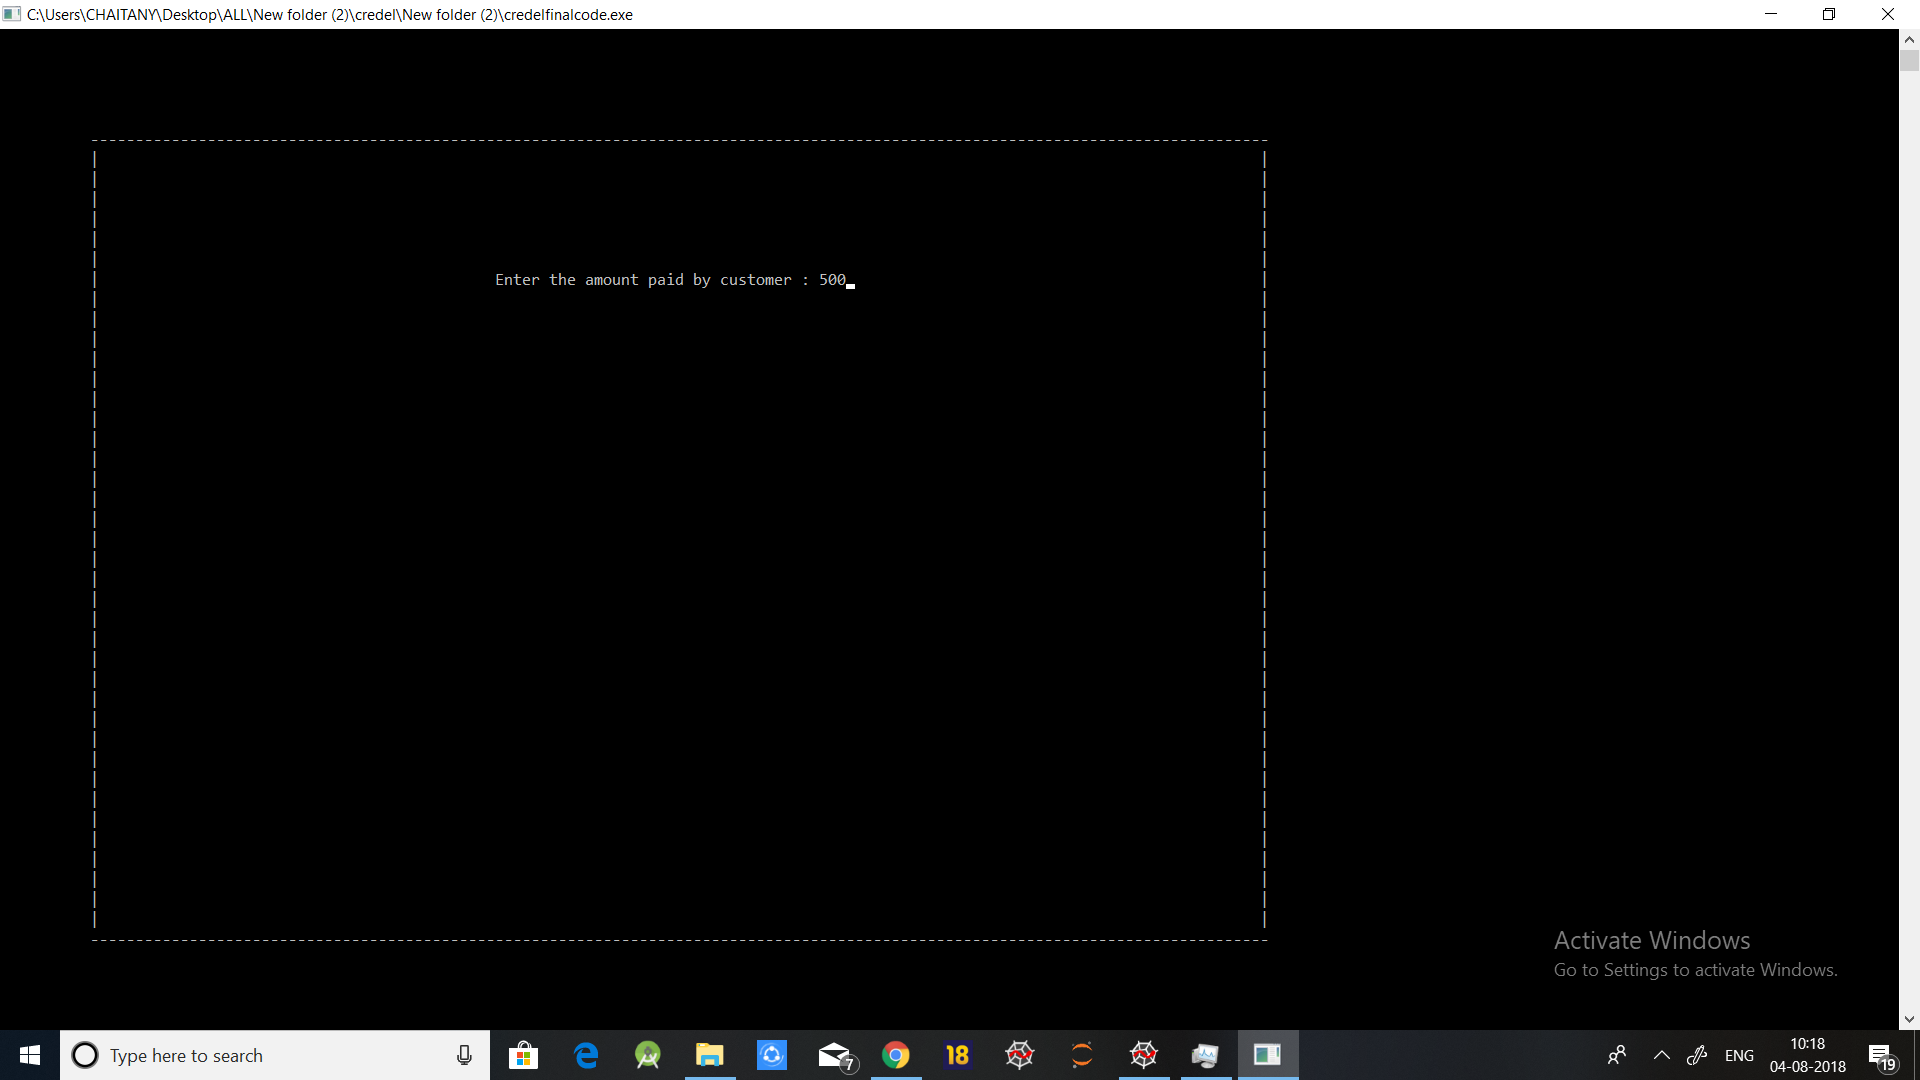 C:\Users\CHAITANY\Desktop\ALL\New folder (2)\credel\New folder (2)\credelfinalcode.exe
Enter the amount paid by customer : 500
Activate Windows
Go to Settings to activate Windows.
Type here to search
7
18
ENG
10:18
04-08-2018
19